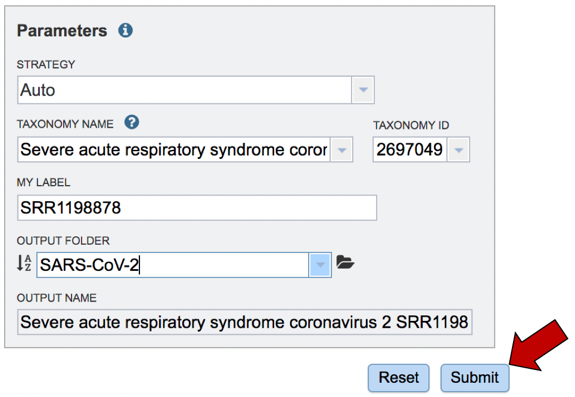 Parameters
STRATEGY
Auto
TAXONOMY NAME TAXONOMY ID
Severe acute respiratory syndrome coror 2697049
MY LABEL
SRR1198878
OUTPUT FOLDER
SARS-CoV-2
OUTPUT NAME
Severe acute respiratory syndrome coronavirus 2 SRR1198
Reset Submit